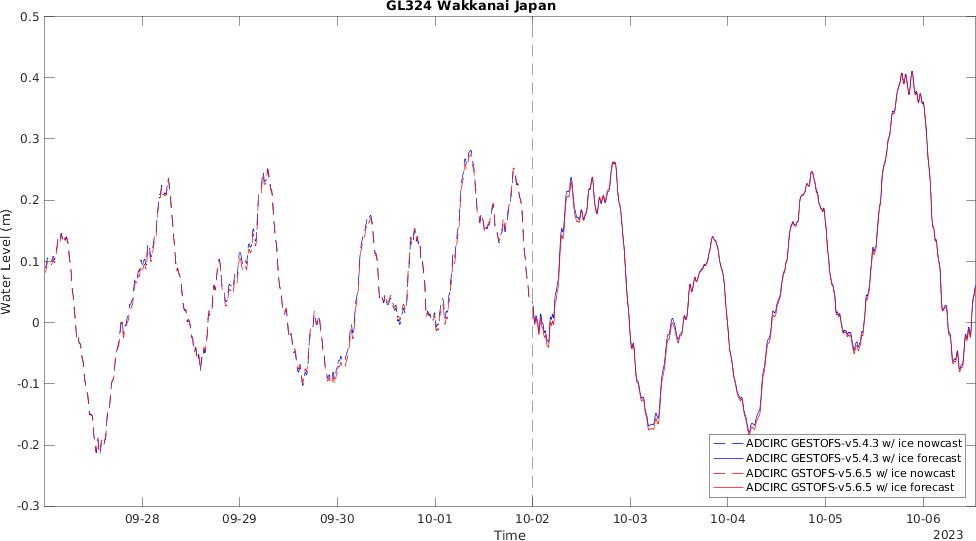 GL324 Wakkanai Japan
0.5
0.4
0.3
0.2
0.1
0
-0.1
-0.2
-0.3
Water Level (m)
ADCIRC GESTOFS-v5.4.3 w/ ice nowcast
ADCIRC GESTOFS-v5.4.3 w/ ice forecast
ADCIRC GSTOFS-v5.6.5 w/ ice nowcast
ADCIRC GSTOFS-v5.6.5 w/ ice forecast
09-28 09-29 09-30 10-01 10-02 10-03 10-04 10-05 10-06
Time
2023